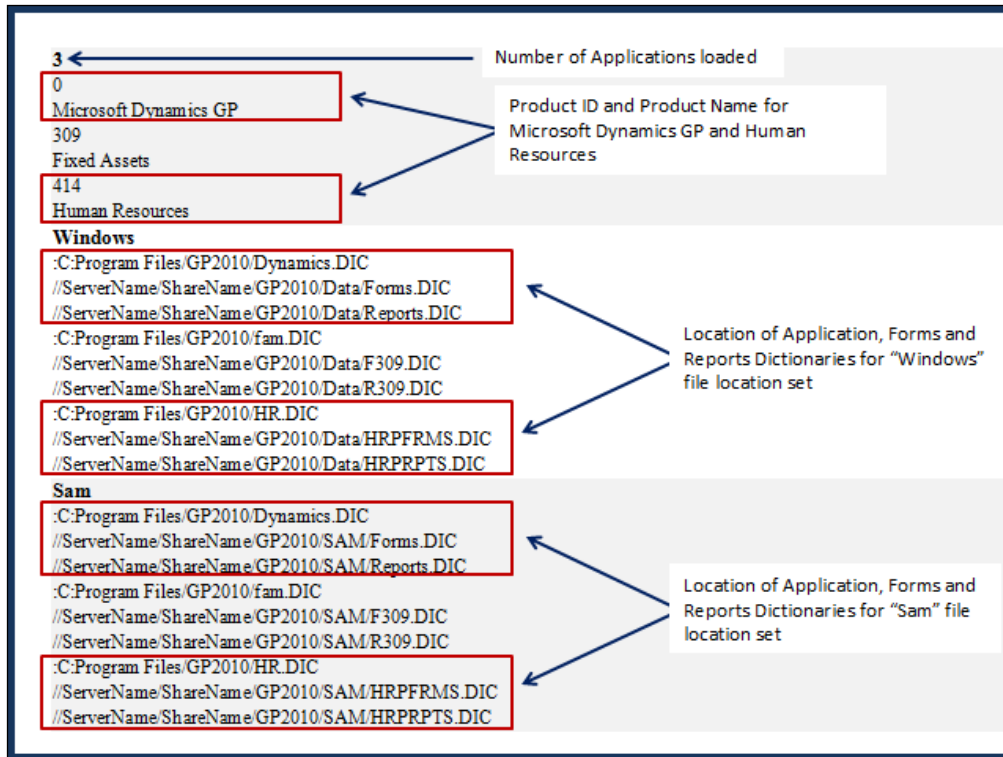 3
Number of Applications loaded
0
Microsoft Dynamics GP
Product ID and Product Name for
Microsoft Dynamics GP and Human
Resources
309
Fixed Assets
414
Human Resources
Windows
:C:Program Files/GP2010/Dynamics.DIC
//ServerName/ShareName/GP2010/Data/Forms.DIC
//ServerName/ShareName/GP2010/Data/Reports.DIC
:C:Program Files/GP2010/fam.DIC
//ServerName/ShareName/GP2010/Data/F309.DIC
//ServerName/ShareName/GP2010/Data/R309.DIC
Location of Application, Forms and
Reports Dictionaries for “Windows”
file location set
:C:Program Files/GP2010/HR.DIC
//ServerName/ShareName/GP2010/Data/HRPFRMS.DIC
//ServerName/ShareName/GP2010/Data/HRPRPTS.DIC
Sam
:C:Program Files/GP2010/Dynamics.DIC
//ServerName/ShareName/GP2010/SAM/Forms.DIC
//ServerName/ShareName/GP2010/SAM/Reports.DIC
:C:Program Files/GP2010/fam.DIC
//ServerName/ShareName/GP2010/SAM/F309.DIC
//ServerName/ShareName/GP2010/SAM/R309.DIC
Location of Application, Forms and
Reports Dictionaries for “Sam” file
location set
:C:Program Files/GP2010/HR.DIC
//ServerName/ShareName/GP2010/SAM/HRPFRMS.DIC
//ServerName/ShareName/GP2010/SAM/HRPRPTS.DIC